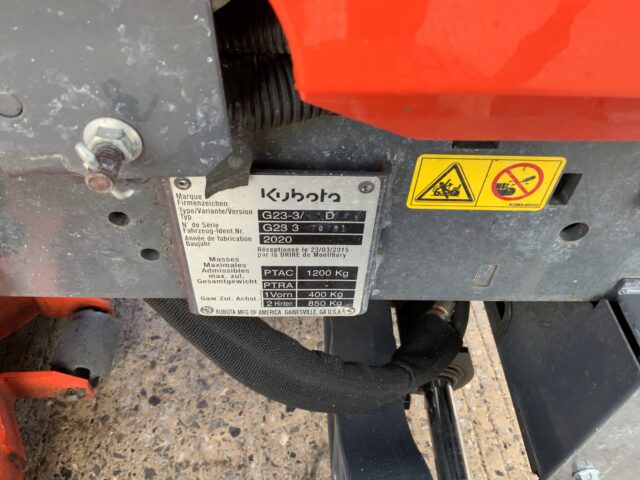 Kubota
Marque
Firmenzeichen
Type/Variante/Version
Typ
G23-3/ D
N° de Série
Fahrzeug-Ident.Nr.
G23 3
Année de fabrication
Baujahr
2020
Réceptionné le 23/03/2015
par la DRIRE de Montlhery
Masses
Maximales
Admissibles
max. zul.
Gesamtgewicht
PTAC 1200 Kg
PTRA -
Gaw Zul. Achsl.
1Vorn 400 Kg
2 Hinten 850 Kg
KUBOTA MFG OF AMERICA GAINESVILLE, GA U.S.A